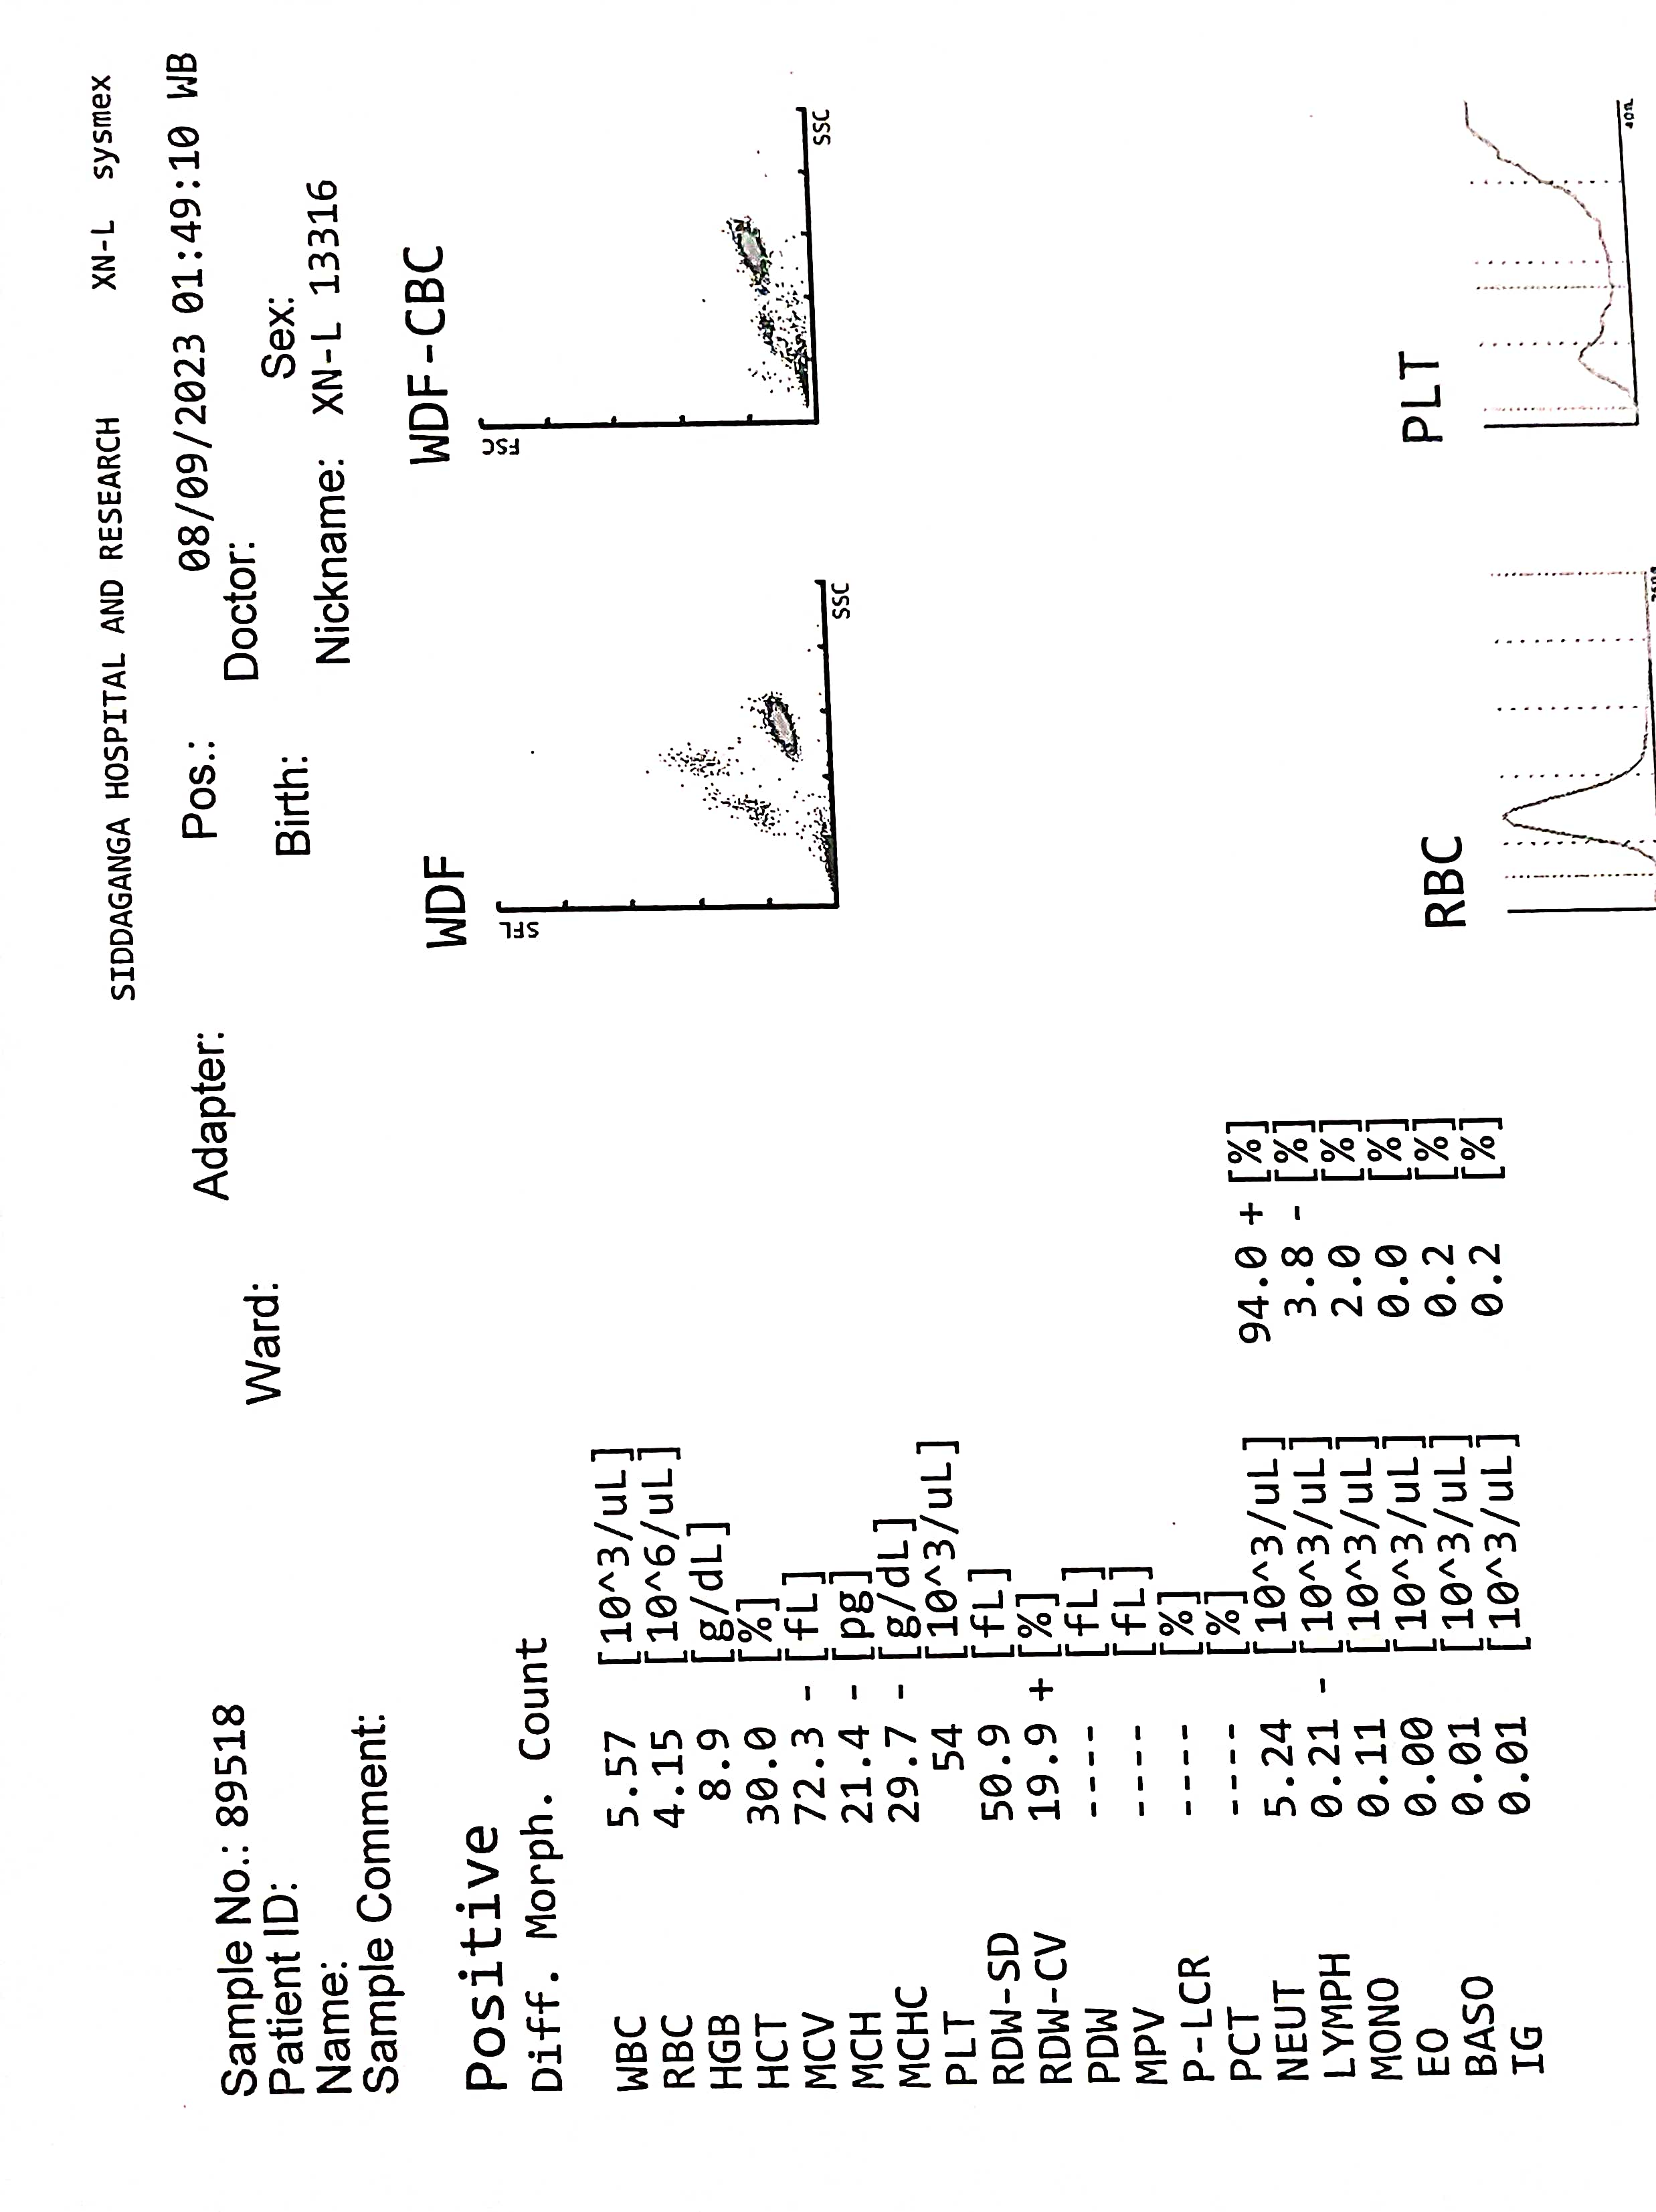 SIDDAGANGA HOSPITAL AND RESEARCH XN-L sysmex
Sample No.: 89518 Adapter: Pos.: 08/09/2023 01:49:10 WB
Patient ID: Ward: Doctor:
Name: Birth: Sex:
Sample Comment: Nickname: XN-L 13316
Positive
Diff. Morph. Count
WDF
WDF-CBC
SFL
SSC
FSC
SSC
WBC 5.57 [10^3/uL]
RBC 4.15 [10^6/uL]
HGB 8.9 [g/dL]
HCT 30.0 [%]
MCV 72.3 - [fL]
MCH 21.4 - [pg]
MCHC 29.7 - [g/dL]
PLT 54 [10^3/uL]
RDW-SD 50.9 [fL]
RDW-CV 19.9 + [%]
PDW ---- [fL]
MPV ---- [fL]
P-LCR ---- [%]
PCT ---- [%]
NEUT 5.24 [10^3/uL] 94.0 + [%]
LYMPH 0.21 - [10^3/uL] 3.8 - [%]
MONO 0.11 [10^3/uL] 2.0 [%]
EO 0.00 [10^3/uL] 0.0 [%]
BASO 0.01 [10^3/uL] 0.2 [%]
IG 0.01 [10^3/uL] 0.2 [%]
RBC
PLT